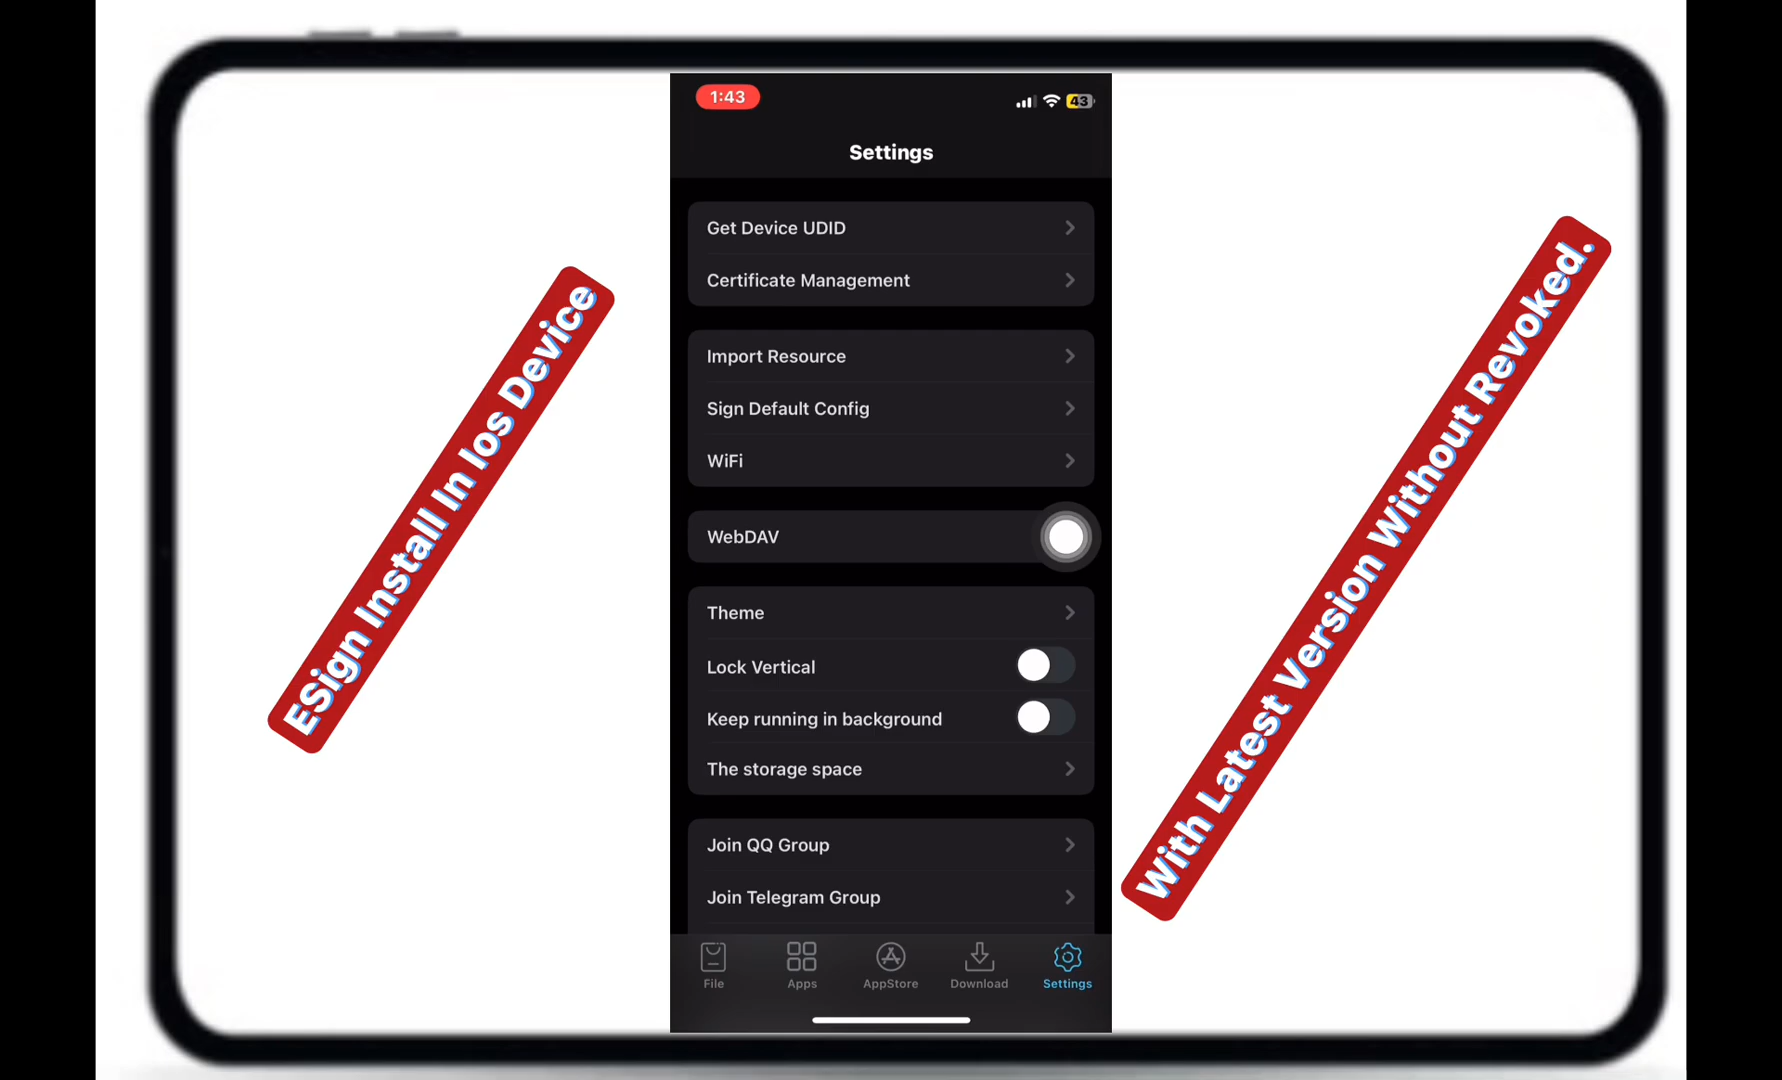 1:43
43
Settings
Get Device UDID
Certificate Management
Import Resource
Sign Default Config
WiFi
WebDAV
Theme
Lock Vertical
Keep running in background
The storage space
Join QQ Group
Join Telegram Group
File
Apps
AppStore
Download
Settings
ESign Install In Ios Device
With Latest Version Without Revoked.